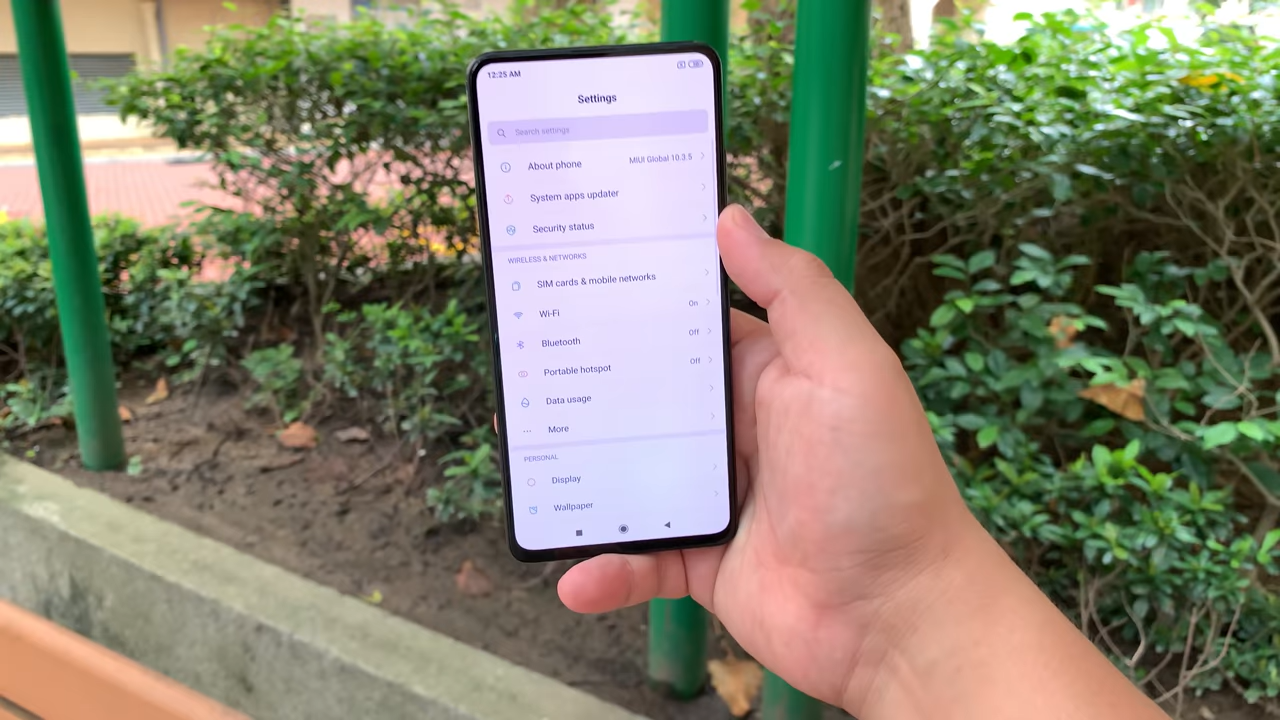 12:25 AM
Settings
Search settings
About phone MIUI Global 10.3.5
System apps updater
Security status
WIRELESS & NETWORKS
SIM cards & mobile networks
Wi-Fi On
Bluetooth Off
Portable hotspot Off
Data usage
More
PERSONAL
Display
Wallpaper